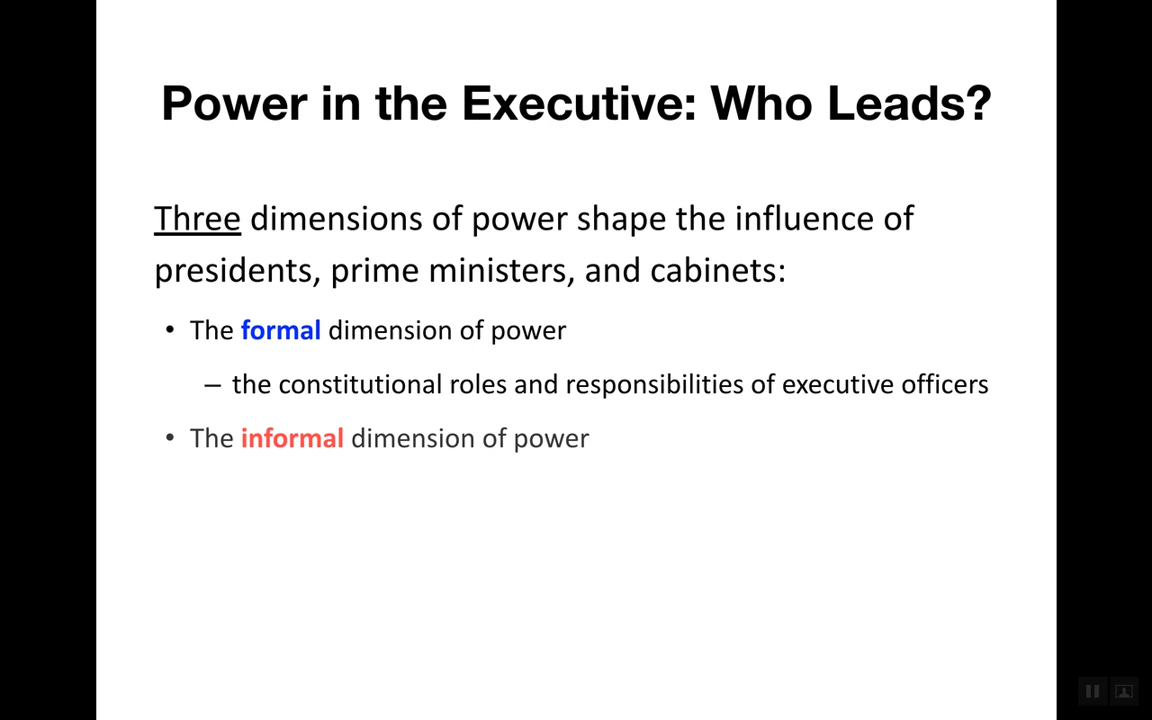 Power in the Executive: Who Leads?
Three dimensions of power shape the influence of
presidents, prime ministers, and cabinets:
• The formal dimension of power
– the constitutional roles and responsibilities of executive officers
• The informal dimension of power